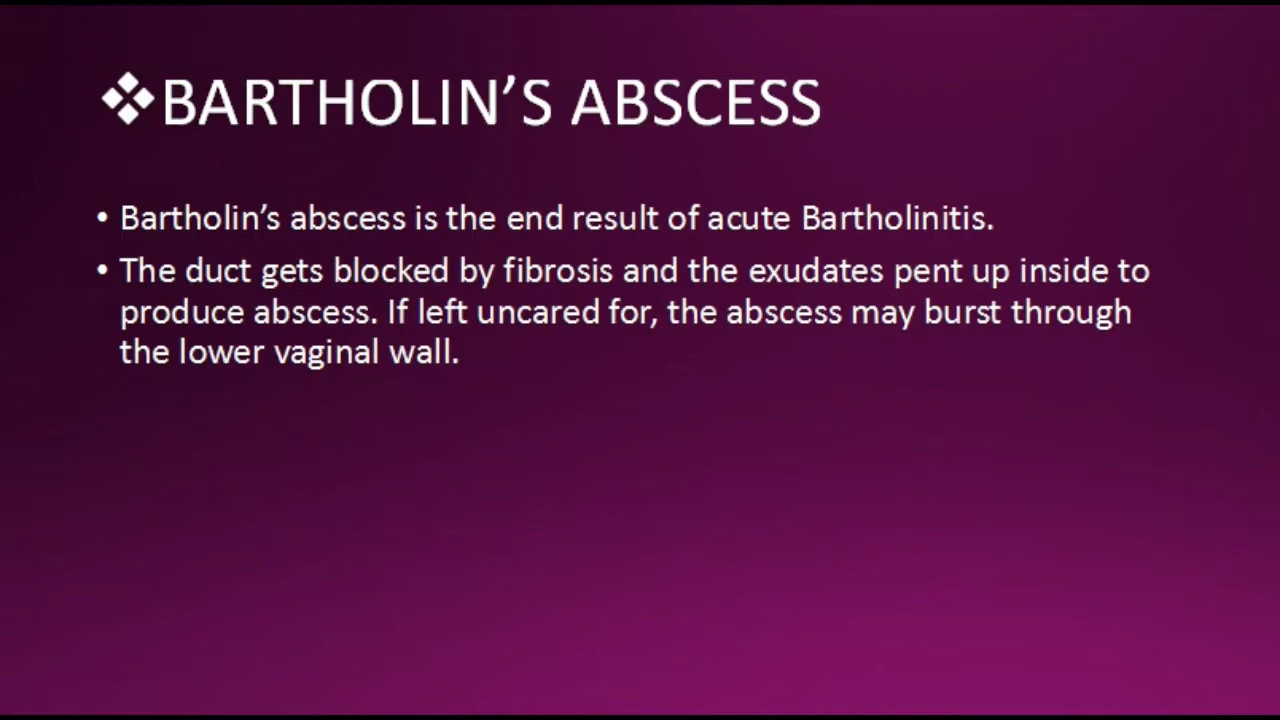 ❖BARTHOLIN’S ABSCESS
• Bartholin’s abscess is the end result of acute Bartholinitis.
• The duct gets blocked by fibrosis and the exudates pent up inside to
produce abscess. If left uncared for, the abscess may burst through
the lower vaginal wall.